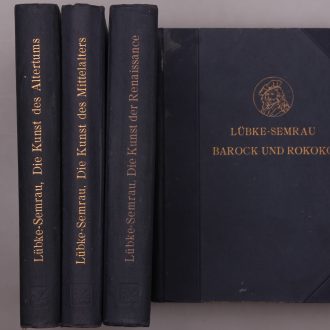 Lübke-Semrau, Die Kunst des Altertums
Lübke-Semrau, Die Kunst des Mittelalters
Lübke-Semrau, Die Kunst der Renaissance
LÜBKE-SEMRAU
BAROCK UND ROKOKO